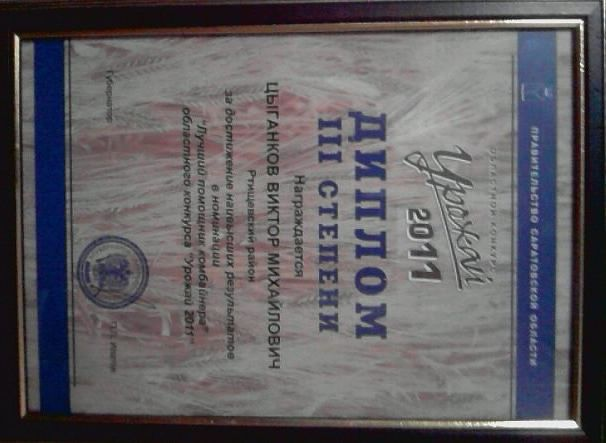 ПРАВИТЕЛЬСТВО САРАТОВСКОЙ ОБЛАСТИ
ОБЛАСТНОЙ КОНКУРС
Урожай
2011
ДИПЛОМ
III СТЕПЕНИ
Награждается
ЦЫГАНКОВ ВИКТОР МИХАЙЛОВИЧ
Ртищевский район
за достижение наивысших результатов
в номинации
"Лучший помощник комбайнера"
областного конкурса "Урожай 2011"
Губернатор
П.Л. Ипатов